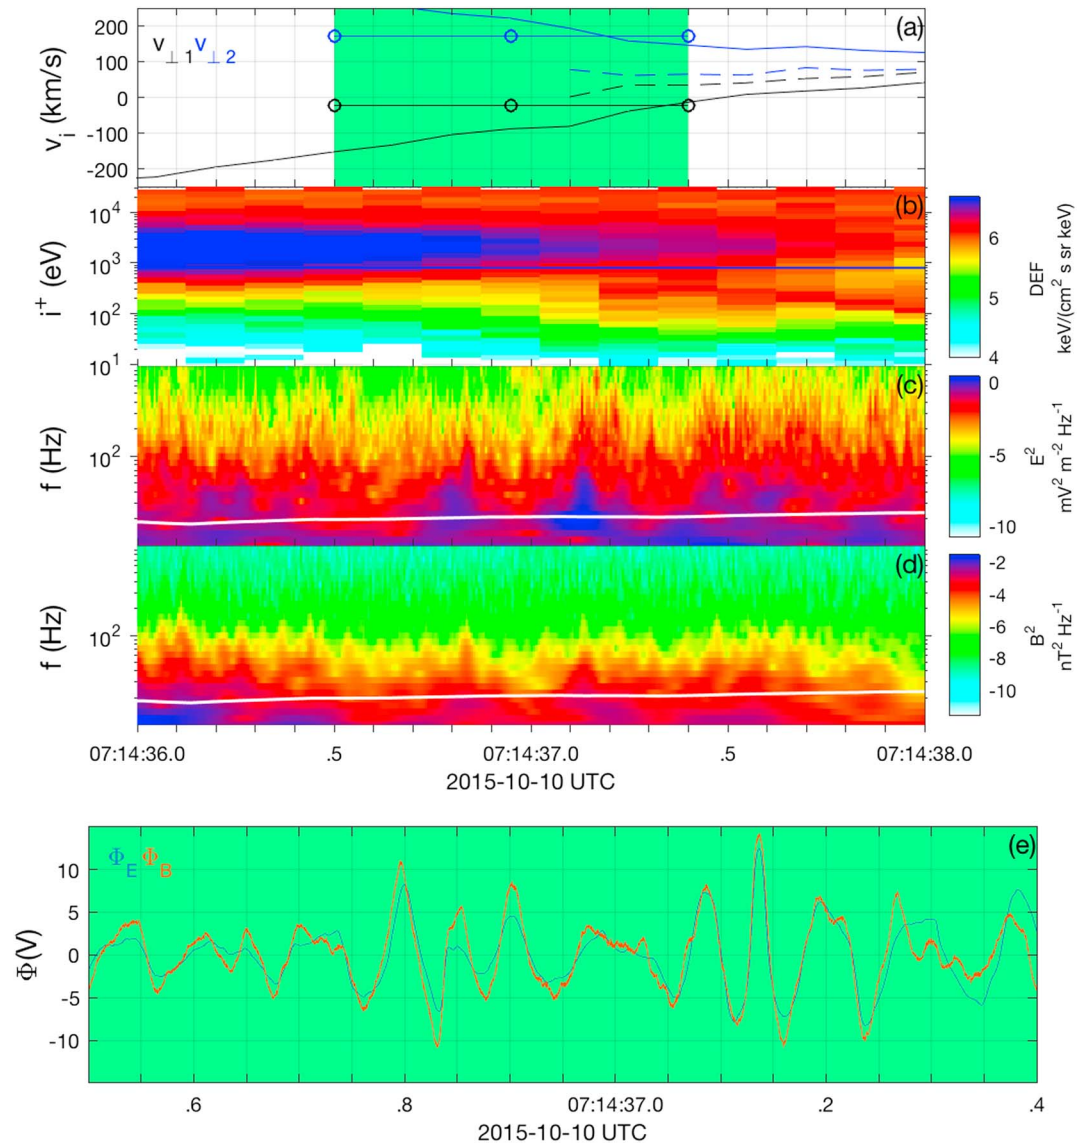 (a)
v⊥1 v⊥2
v_i (km/s)
200
100
0
-100
-200
(b)
i⁺ (eV)
10⁴
10³
10²
10¹
6
5
4
DEF
keV/(cm² s sr keV)
(c)
f (Hz)
10²
0
-5
-10
E²
mV² m⁻² Hz⁻¹
(d)
f (Hz)
10²
-2
-4
-6
-8
-10
B²
nT² Hz⁻¹
07:14:36.0 .5 07:14:37.0 .5 07:14:38.0
2015-10-10 UTC
(e)
Φ_E Φ_B
Φ(V)
10
5
0
-5
-10
.6 .8 07:14:37.0 .2 .4
2015-10-10 UTC